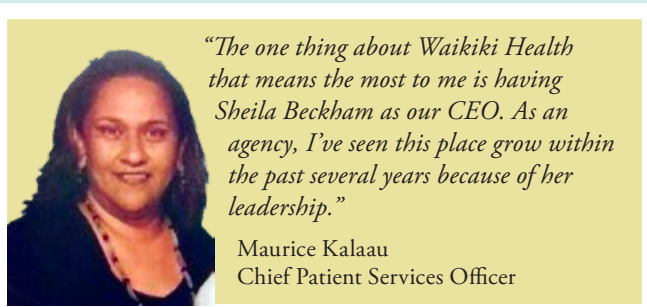 “The one thing about Waikiki Health
that means the most to me is having
Sheila Beckham as our CEO. As an
agency, I’ve seen this place grow within
the past several years because of her
leadership.”
Maurice Kalaau
Chief Patient Services Officer